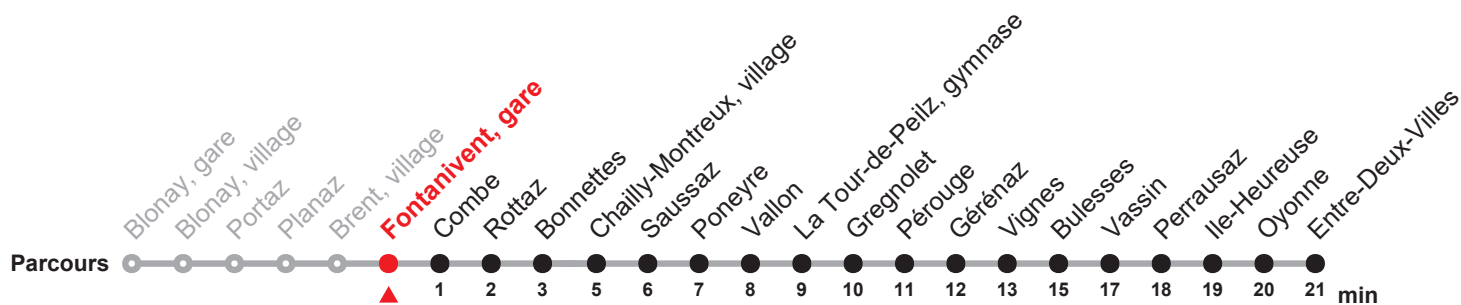 Blonay, gare
Blonay, village
Portaz
Planaz
Brent, village
Fontanivent, gare
Combe
Rottaz
Bonnettes
Chailly-Montreux, village
Saussaz
Poneyre
Vallon
La Tour-de-Peilz, gymnase
Gregnolet
Pérouge
Gérénaz
Vignes
Bulesses
Vassin
Perrausaz
Ile-Heureuse
Oyonne
Entre-Deux-Villes
Parcours
1 2 3 5 6 7 8 9 10 11 12 13 15 17 18 19 20 21 min